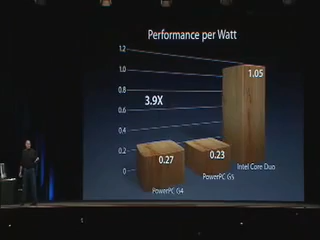 Performance per Watt
1.2
1.0
0.8
0.6
0.4
0.2
0
3.9X
0.27
0.23
1.05
PowerPC G4
PowerPC G5
Intel Core Duo